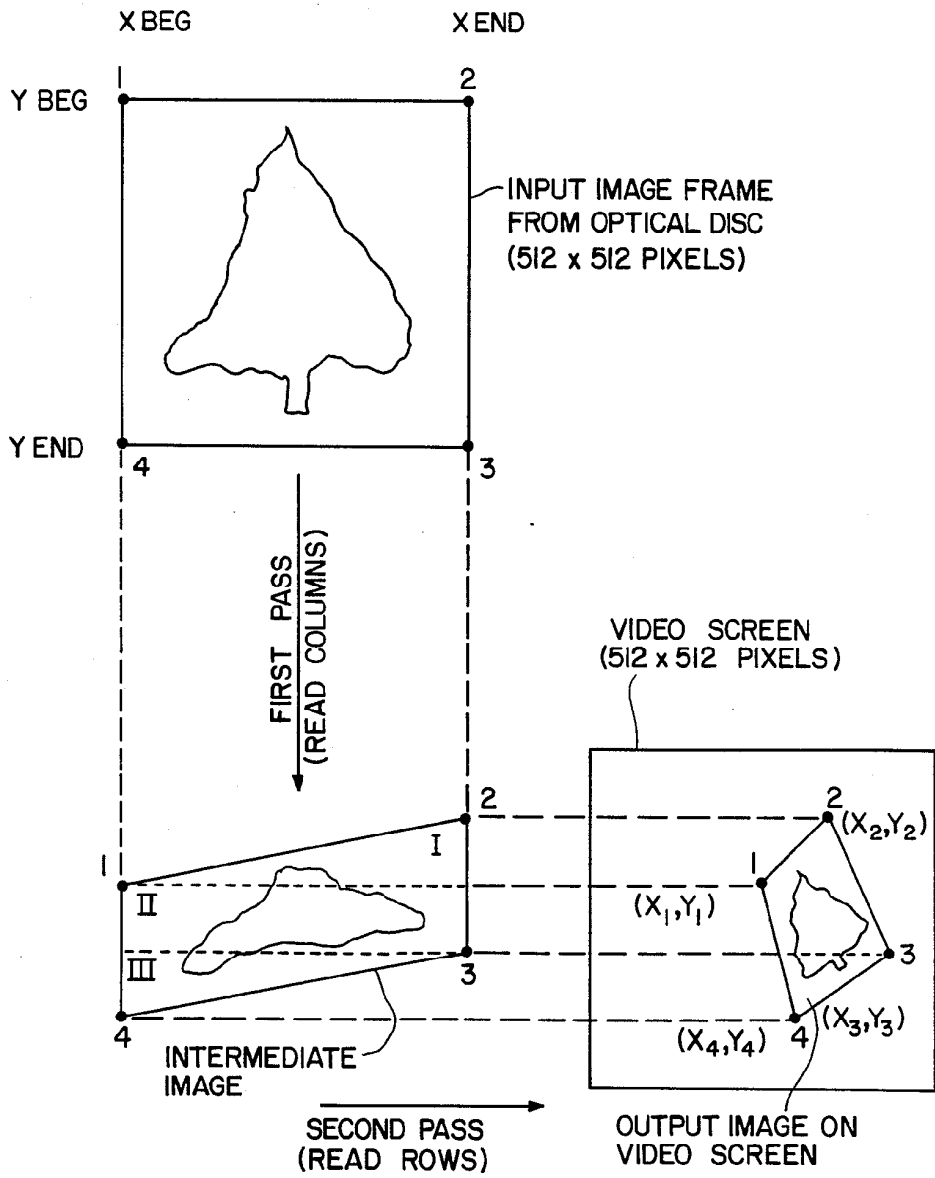 X BEG X END
1 2
Y BEG
INPUT IMAGE FRAME
FROM OPTICAL DISC
(512 x 512 PIXELS)
Y END
4 3
FIRST PASS
(READ COLUMNS)
VIDEO SCREEN
(512 x 512 PIXELS)
2 2
I (X2,Y2)
1 1
II (X1,Y1)
III 3 3
4 (X4,Y4) 4 (X3,Y3)
INTERMEDIATE
IMAGE
SECOND PASS
(READ ROWS)
OUTPUT IMAGE ON
VIDEO SCREEN